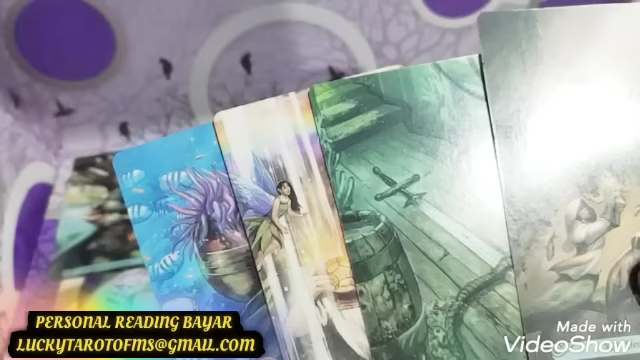 PERSONAL READING BAYAR
LUCKYTAROTOFMS@GMAIL.COM
Made with
VideoShow